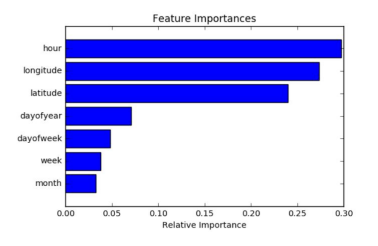 Feature Importances
hour
longitude
latitude
dayofyear
dayofweek
week
month
0.00 0.05 0.10 0.15 0.20 0.25 0.30
Relative Importance